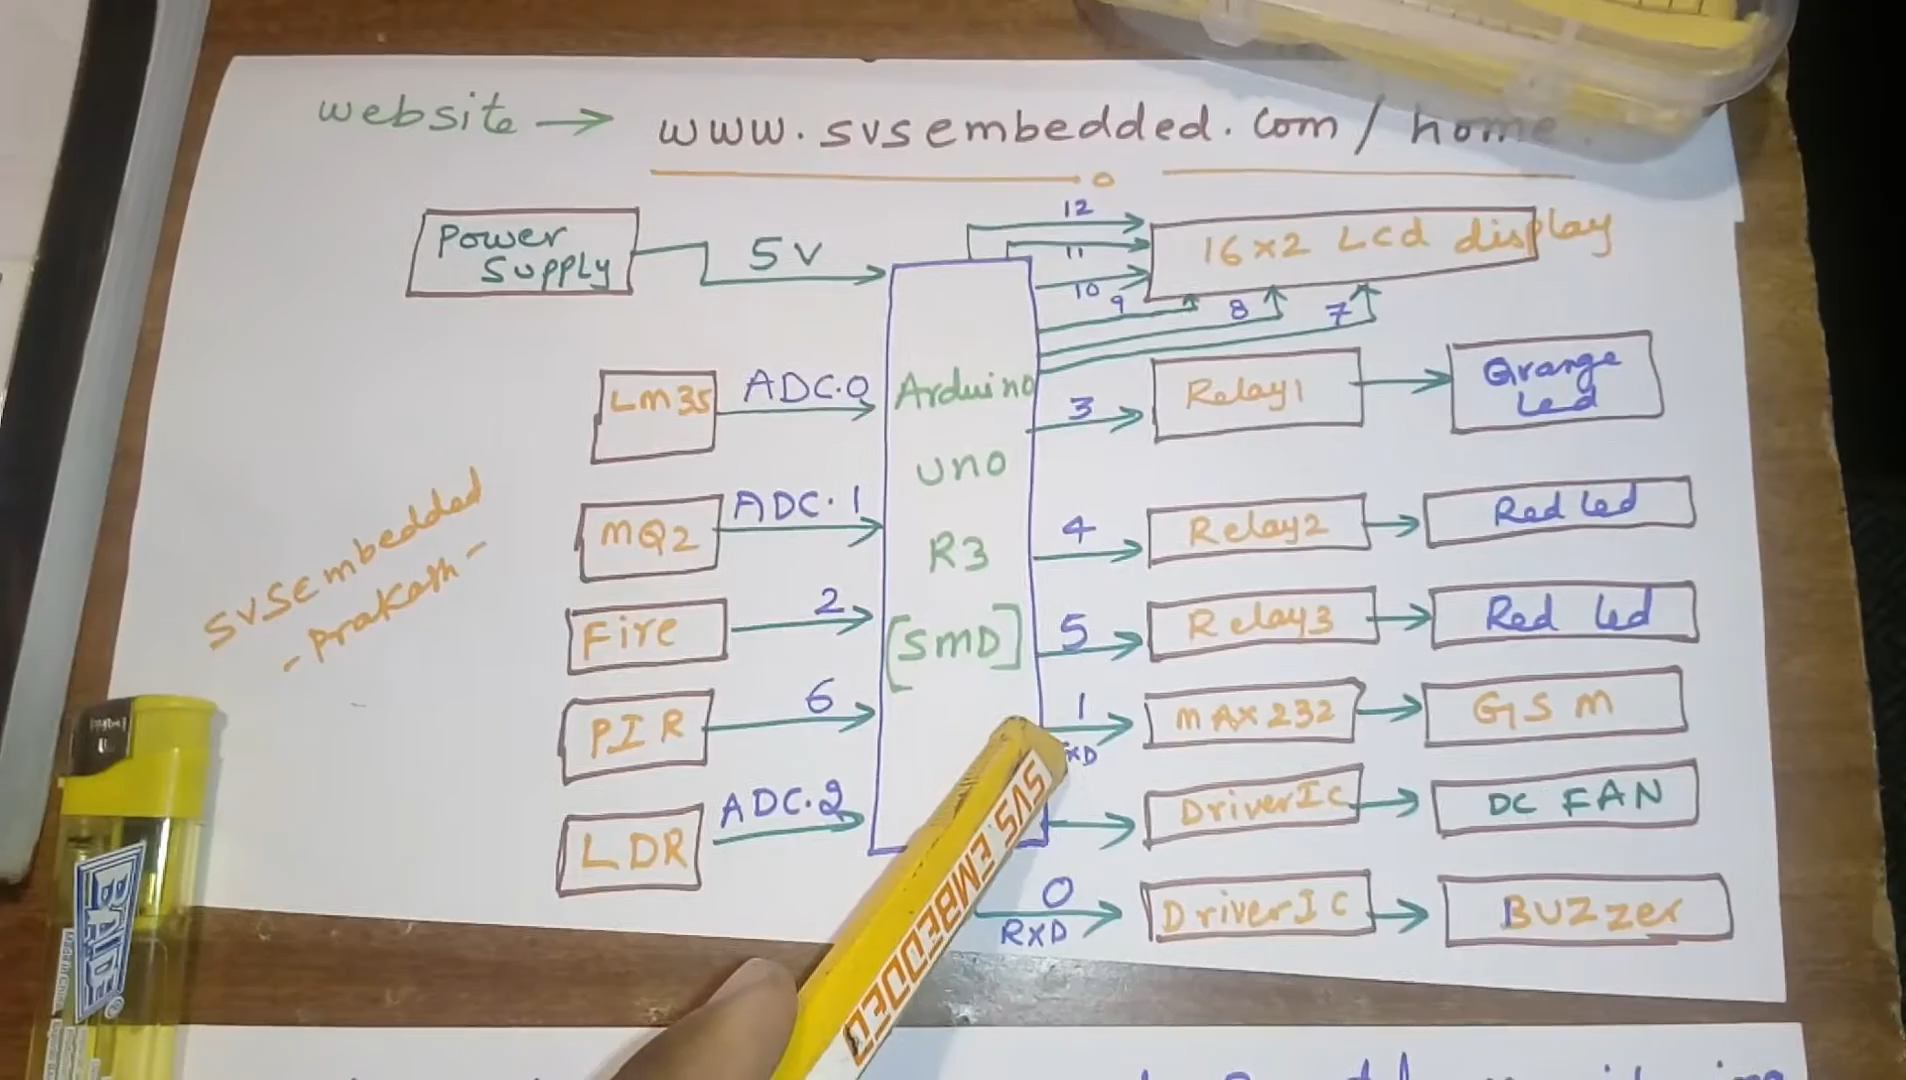 website → www.svsembedded.com/home.
Power Supply
5V
12
11
10
9
8
7
16x2 Lcd display
LM35
ADC.0
Arduino
UNO
R3
[SMD]
3
Relay1
Orange Led
MQ2
ADC.1
4
Relay2
Red Led
SVSEmbedded
- Prakash -
Fire
2
5
Relay3
Red Led
PIR
6
1
XD
MAX232
GSM
LDR
ADC.2
DriverIC
DC FAN
0
RXD
DriverIC
BUZzer
SVS EMBEDDED
BAIDE